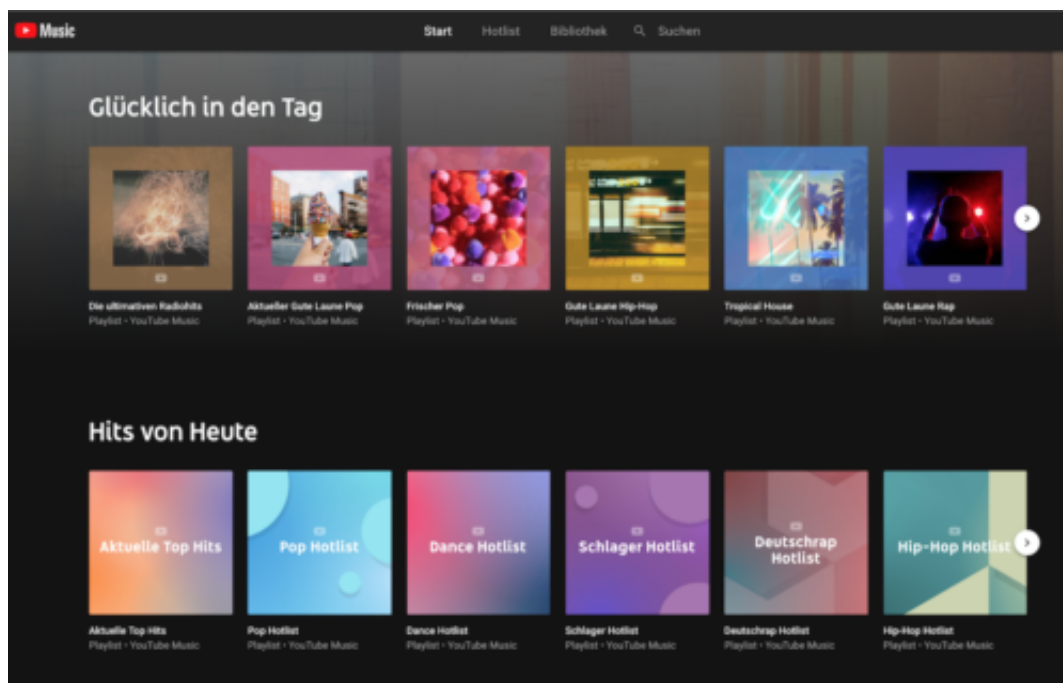 Music
Start Hotlist Bibliothek Suchen
Glücklich in den Tag
Die ultimativen Radiohits
Playlist • YouTube Music
Aktueller Gute Laune Pop
Playlist • YouTube Music
Frischer Pop
Playlist • YouTube Music
Gute Laune Hip-Hop
Playlist • YouTube Music
Tropical House
Playlist • YouTube Music
Gute Laune Rap
Playlist • YouTube Music
Hits von Heute
Aktuelle Top Hits
Pop Hotlist
Dance Hotlist
Schlager Hotlist
Deutschrap
Hotlist
Hip-Hop Hotlist
Aktuelle Top Hits
Playlist • YouTube Music
Pop Hotlist
Playlist • YouTube Music
Dance Hotlist
Playlist • YouTube Music
Schlager Hotlist
Playlist • YouTube Music
Deutschrap Hotlist
Playlist • YouTube Music
Hip-Hop Hotlist
Playlist • YouTube Music